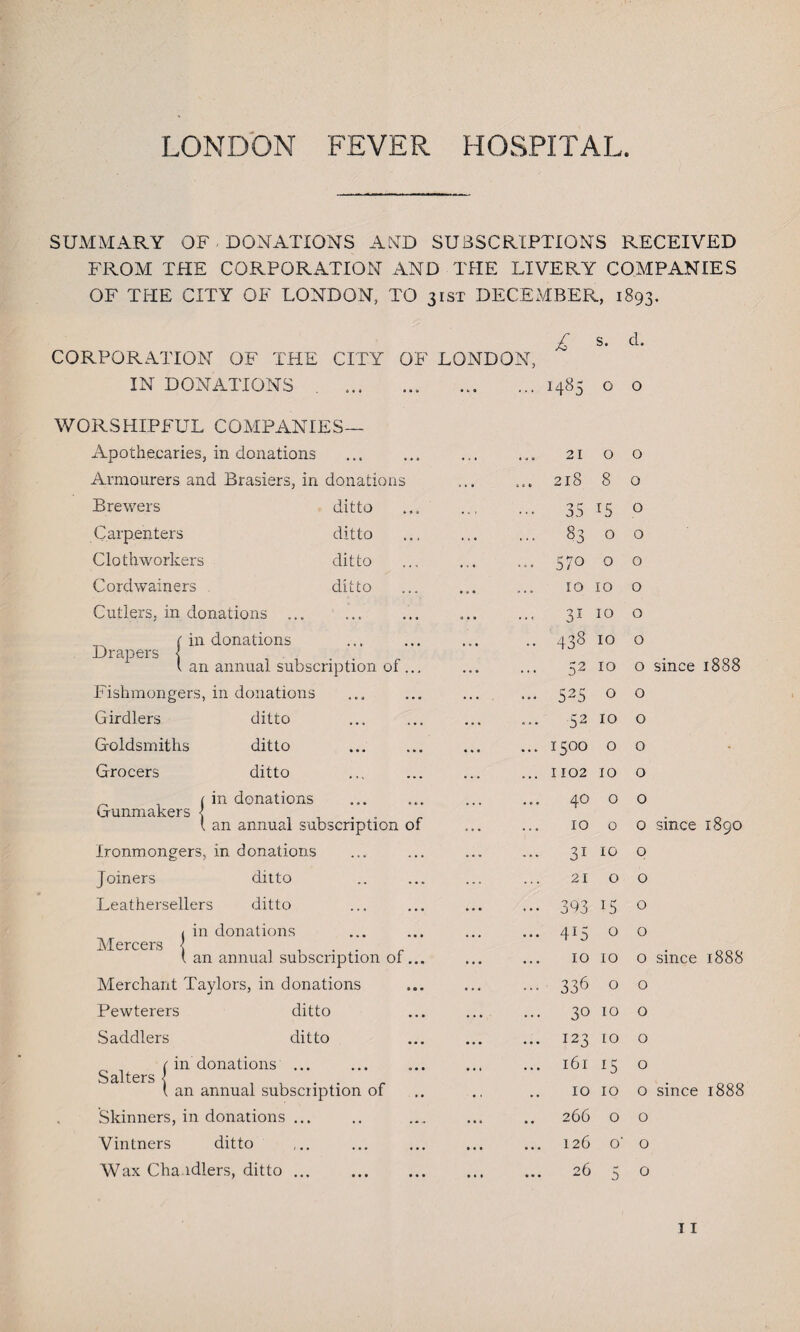 LONDON FEVER HOSPITAL.
SUMMARY OF DONATIONS AND SUBSCRIPTIONS RECEIVED
FROM THE CORPORATION AND THE LIVERY COMPANIES
OF THE CITY OF LONDON, TO 31ST DECEMBER, 1893.
£ s. d.
CORPORATION OF THE CITY OF LONDON,
IN DONATIONS ... ... ... ... 1485 0 0
WORSHIPFUL COMPANIES—
Apothecaries, in donations ... ... ... ... 21 0 0
Armourers and Brasiers, in donations ... ... 218 8 0
Brewers ditto ... ... ... 35 15 0
Carpenters ditto ... ... ... 83 0 0
Clothworkers ditto ... ... ... 570 0 0
Cordwainers ditto ... ... ... 10 10 0
Cutlers, in donations ... ... ... ... ... 31 10 0
Drapers { in donations ... ... ... .. 438 10 0
an annual subscription of... ... ... 52 10 0 since 1888
Fishmongers, in donations ... ... ... ... 525 0 0
Girdlers ditto ... ... ... ... 52 10 0
Goldsmiths ditto ... ... ... ... 1500 0 0
Grocers ditto ... ... ... ... 1102 10 0
Gunmakers { in donations ... ... ... ... 40 0 0
an annual subscription of ... ... 10 0 0 since 1890
Ironmongers, in donations ... ... ... ... 31 10 0
Joiners ditto .. ... ... ... 21 0 0
Leathersellers ditto ... ... ... ... 393 15 0
Mercers { in donations ... ... ... ... 415 0 0
an annual subscription of... ... ... 10 10 0 since 1888
Merchant Taylors, in donations ... ... ... 336 0 0
Pewterers ditto ... ... ... 30 10 0
Saddlers ditto ... ... ... 123 10 0
Salters { in donations ... ... ... ... ... 161 15 0
an annual subscription of .. .. .. 10 10 0 since 1888
Skinners, in donations ... .. ... ... .. 266 0 0
Vintners ditto ... ... ... ... ... 126 0 0
Wax Chandlers, ditto ... ... ... ... ... 26 5 0
11